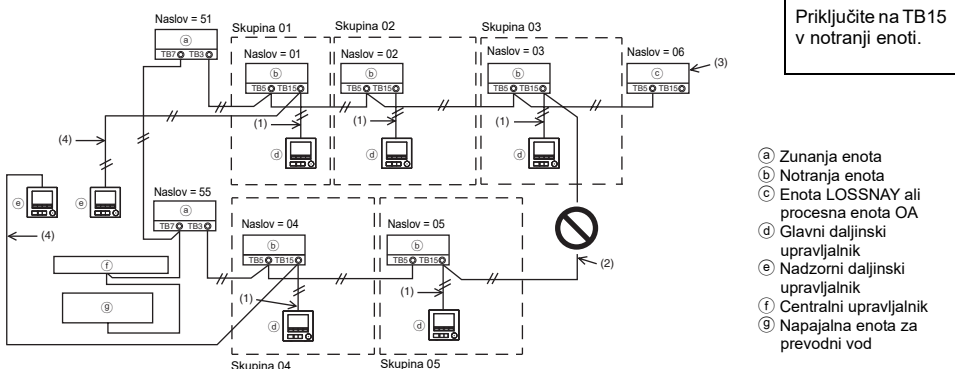 Naslov = 51
ⓐ
TB7 TB3
Skupina 01
Naslov = 01
ⓑ
TB5 TB15
(1)
ⓓ
Skupina 02
Naslov = 02
ⓑ
TB5 TB15
(1)
ⓓ
Skupina 03
Naslov = 03
ⓑ
TB5 TB15
(1)
ⓓ
Naslov = 06
ⓒ
TB5 TB15
(3)
(4)
ⓔ
ⓔ
(4)
Naslov = 55
ⓐ
TB7 TB3
ⓕ
ⓖ
Naslov = 04
ⓑ
TB5 TB15
(1)
ⓓ
Skupina 04
Naslov = 05
ⓑ
TB5 TB15
(1)
ⓓ
Skupina 05
(2)
Priključite na TB15
v notranji enoti.
ⓐ Zunanja enota
ⓑ Notranja enota
ⓒ Enota LOSSNAY ali
procesna enota OA
ⓓ Glavni daljinski
upravljalnik
ⓔ Nadzorni daljinski
upravljalnik
ⓕ Centralni upravljalnik
ⓖ Napajalna enota za
prevodni vod